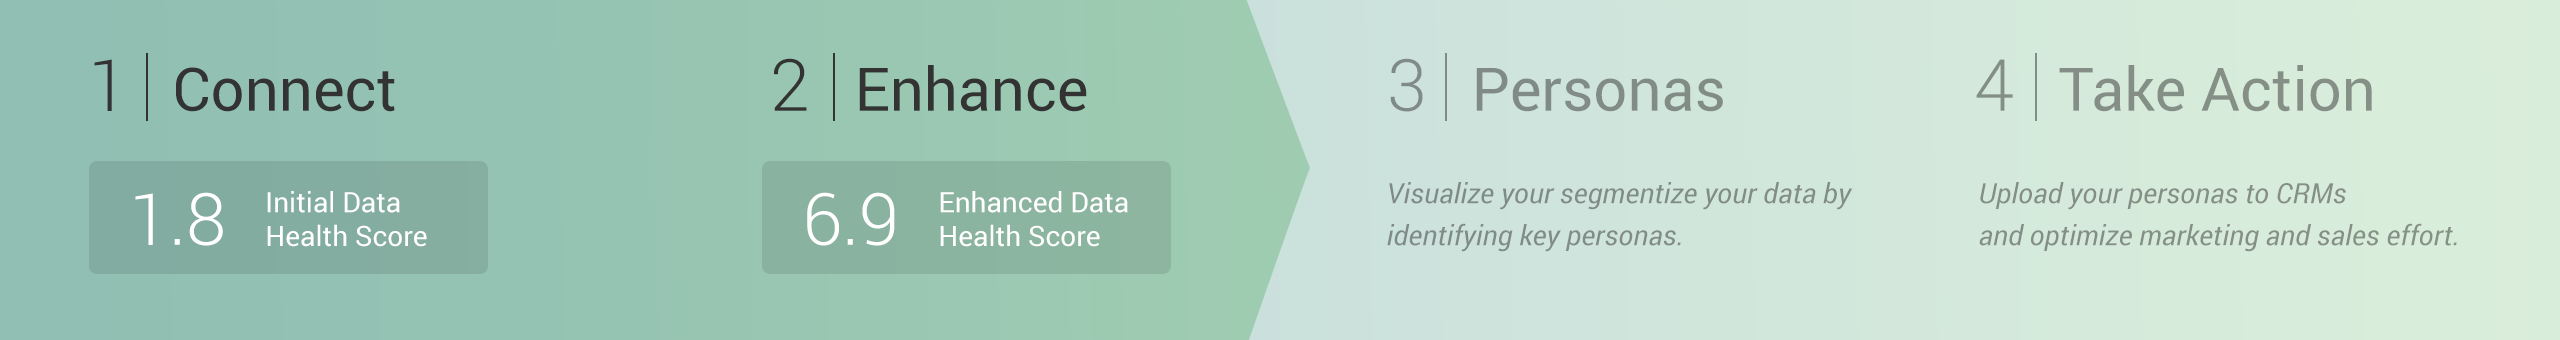 1 | Connect
1.8 Initial Data
Health Score
2 | Enhance
6.9 Enhanced Data
Health Score
3 | Personas
Visualize your segmentize your data by
identifying key personas.
4 | Take Action
Upload your personas to CRMs
and optimize marketing and sales effort.